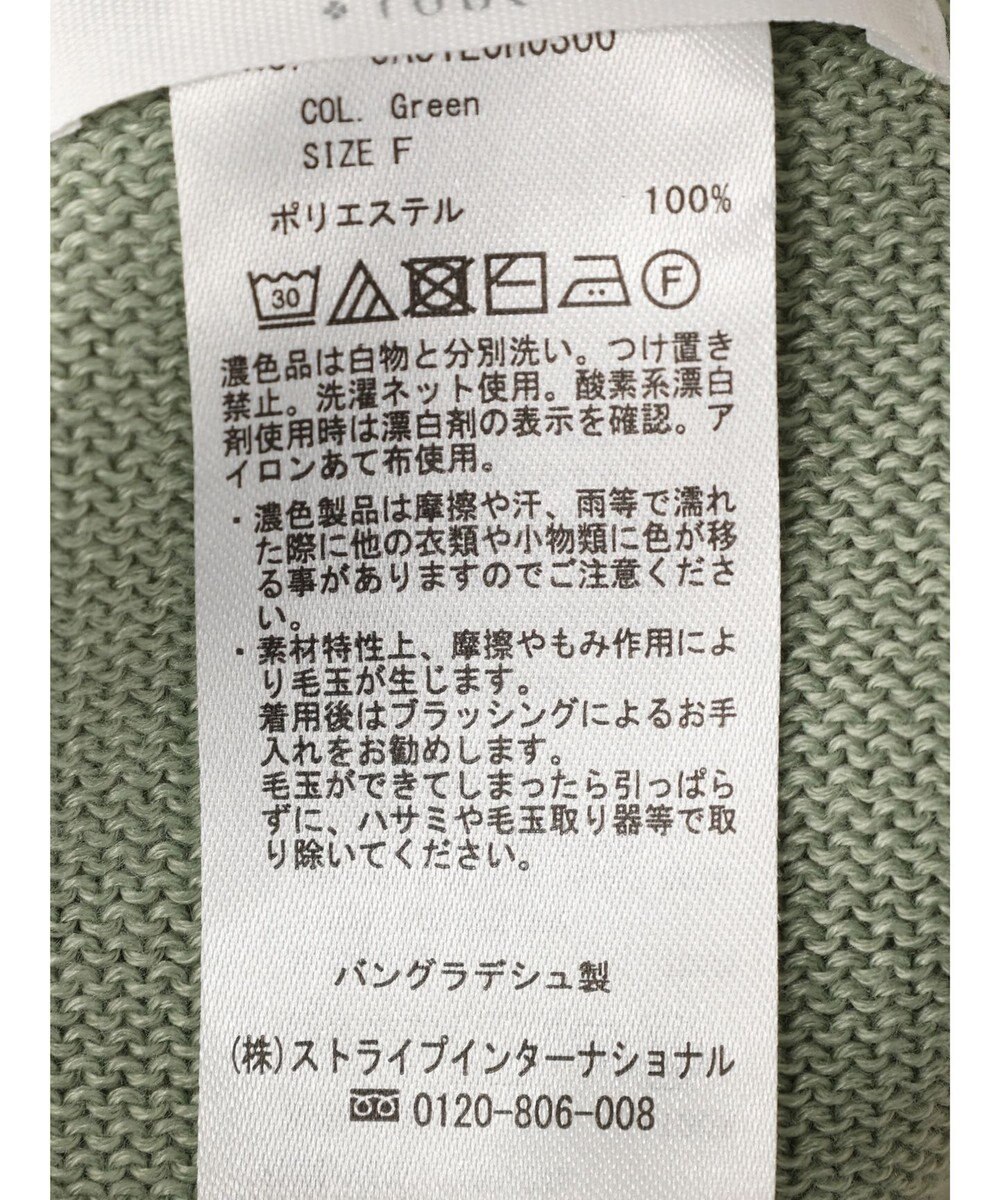 COL. Green
SIZE F
ポリエステル 100%
30 F
濃色品は白物と分別洗い。つけ置き
禁止。洗濯ネット使用。酸素系漂白
剤使用時は漂白剤の表示を確認。ア
イロンあて布使用。
・濃色製品は摩擦や汗、雨等で濡れ
た際に他の衣類や小物類に色が移
る事がありますのでご注意くださ
い。
・素材特性上、摩擦やもみ作用によ
り毛玉が生じます。
着用後はブラッシングによるお手
入れをお勧めします。
毛玉ができてしまったら引っぱら
ずに、ハサミや毛玉取り器等で取
り除いてください。
バングラデシュ製
(株)ストライプインターナショナル
0120-806-008